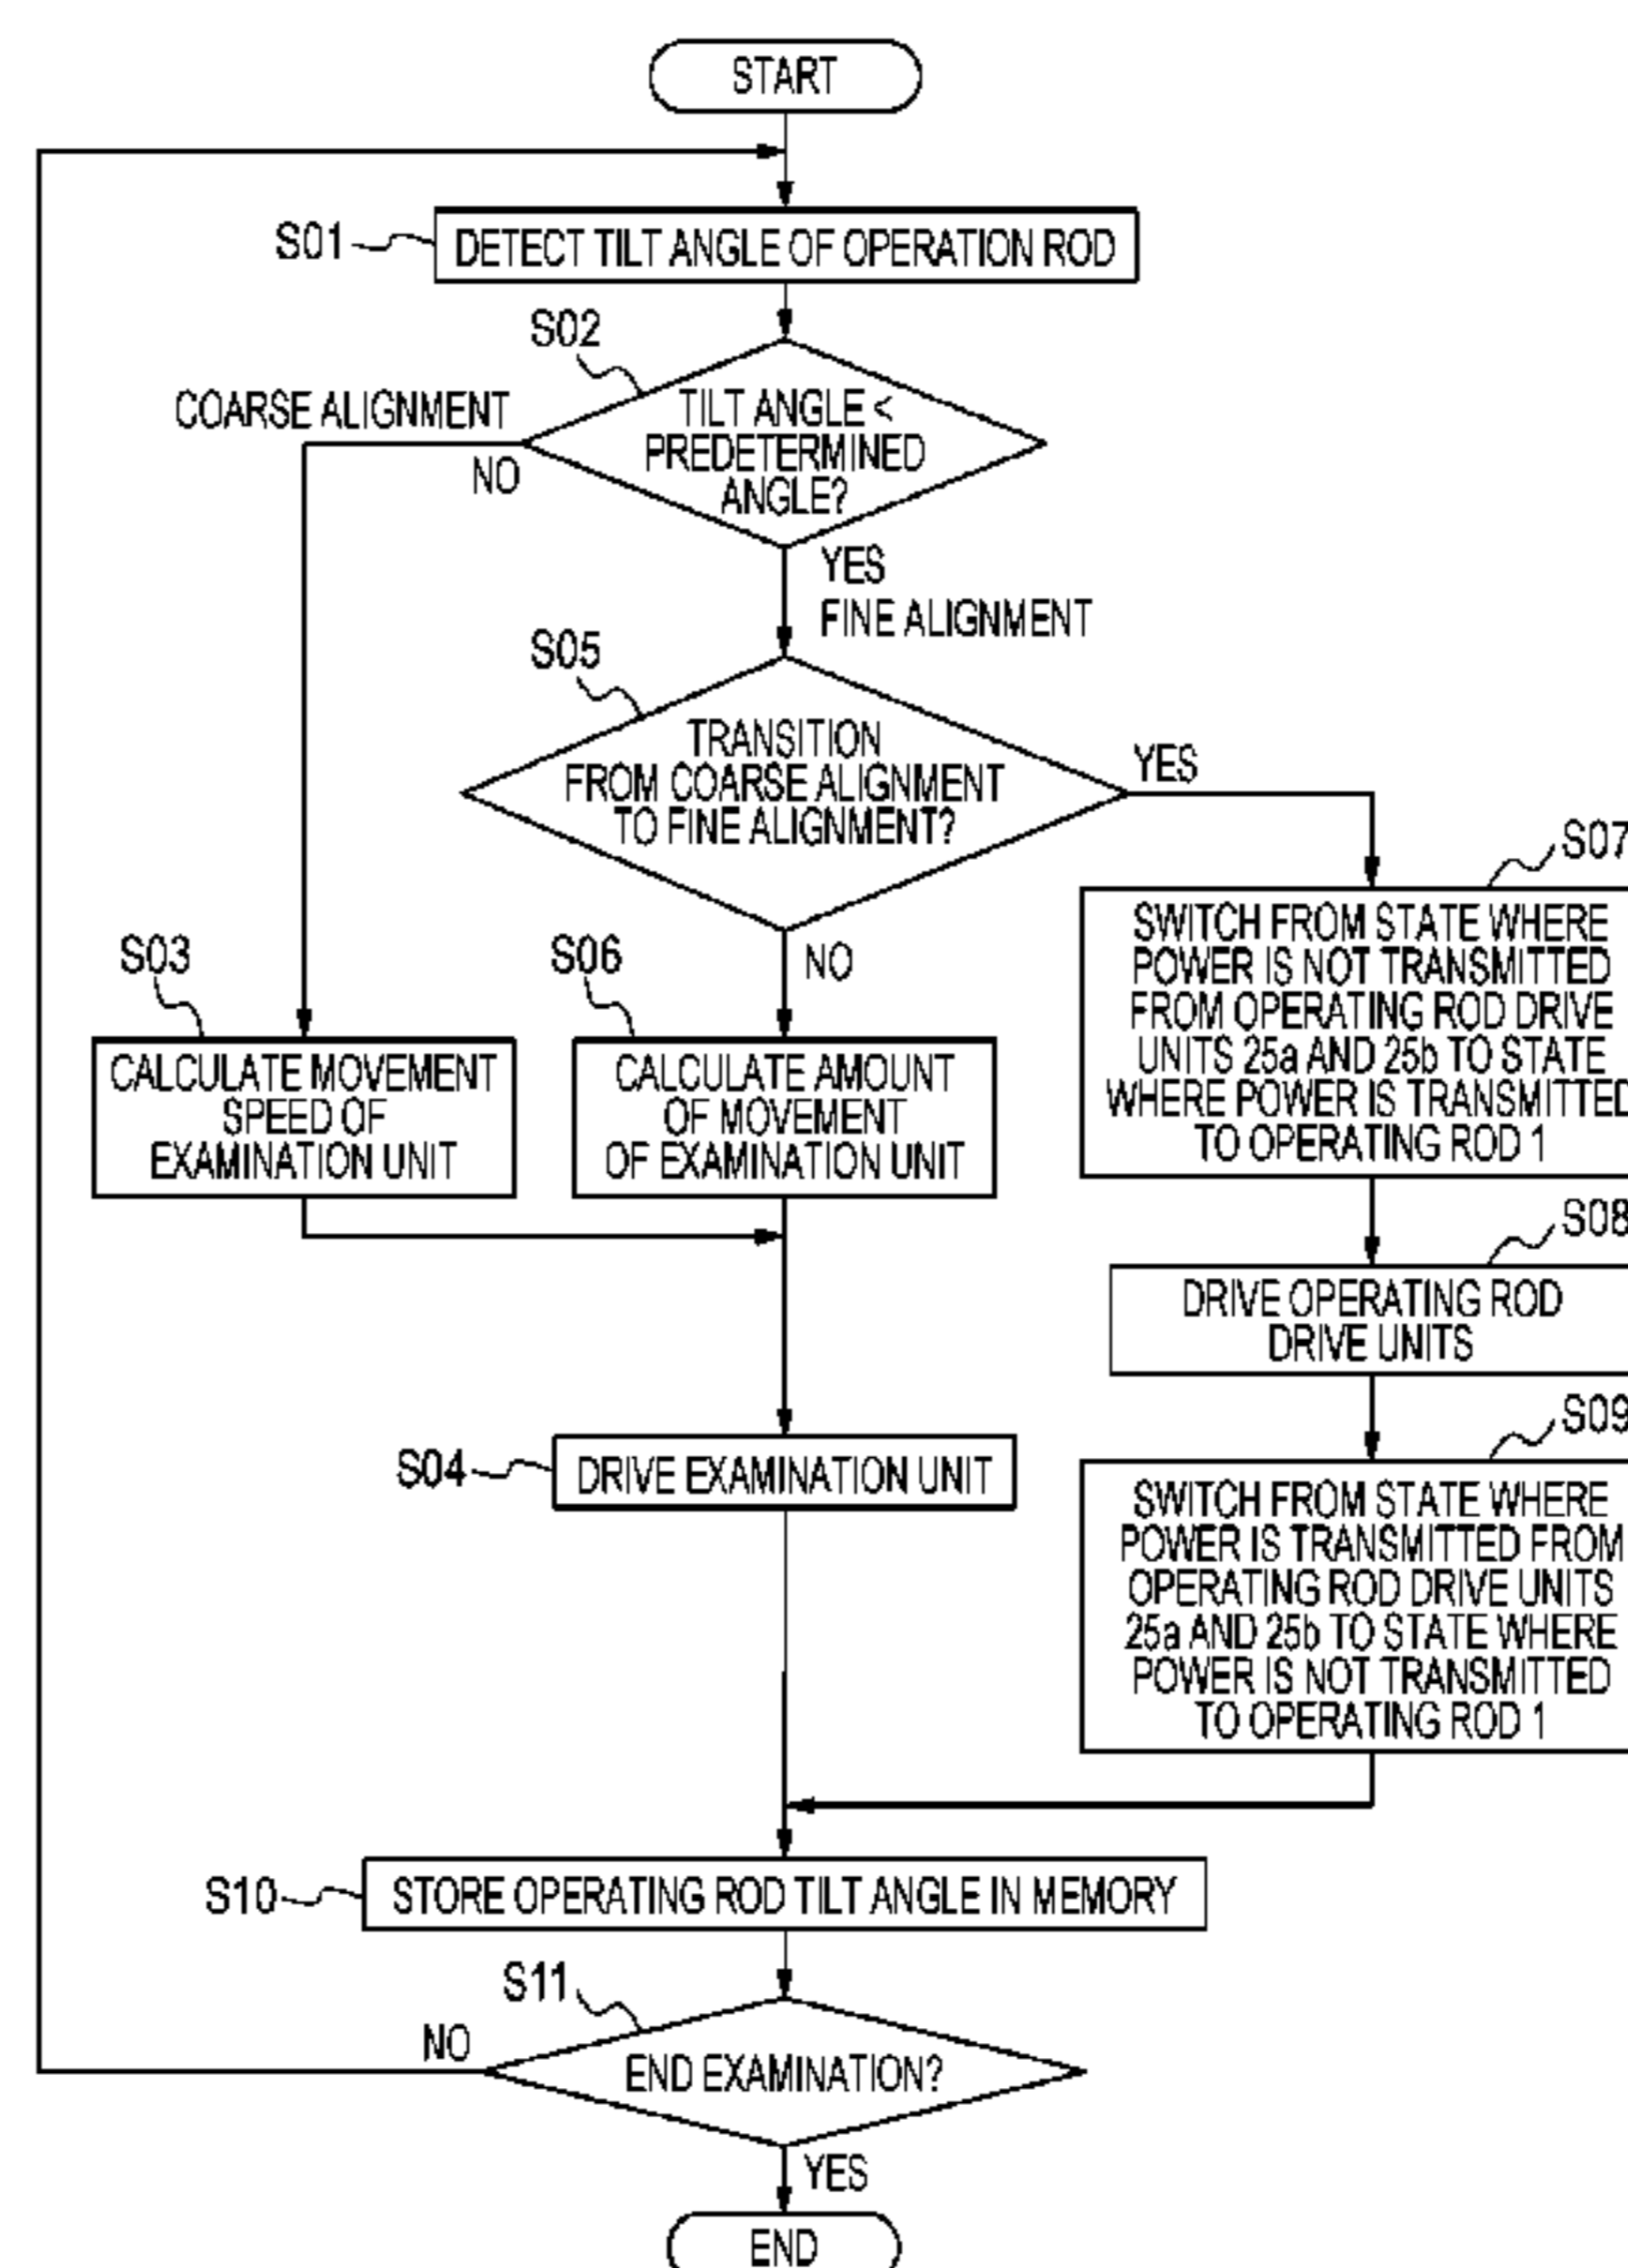 START
S01
DETECT TILT ANGLE OF OPERATION ROD
S02
TILT ANGLE <
PREDETERMINED
ANGLE?
COARSE ALIGNMENT
NO
YES
FINE ALIGNMENT
S05
TRANSITION
FROM COARSE ALIGNMENT
TO FINE ALIGNMENT?
YES
NO
S03
CALCULATE MOVEMENT
SPEED OF
EXAMINATION UNIT
S06
CALCULATE AMOUNT
OF MOVEMENT
OF EXAMINATION UNIT
S07
SWITCH FROM STATE WHERE
POWER IS NOT TRANSMITTED
FROM OPERATING ROD DRIVE
UNITS 25a AND 25b TO STATE
WHERE POWER IS TRANSMITTED
TO OPERATING ROD 1
S08
DRIVE OPERATING ROD
DRIVE UNITS
S04
DRIVE EXAMINATION UNIT
S09
SWITCH FROM STATE WHERE
POWER IS TRANSMITTED FROM
OPERATING ROD DRIVE UNITS
25a AND 25b TO STATE WHERE
POWER IS NOT TRANSMITTED
TO OPERATING ROD 1
S10
STORE OPERATING ROD TILT ANGLE IN MEMORY
S11
END EXAMINATION?
NO
YES
END